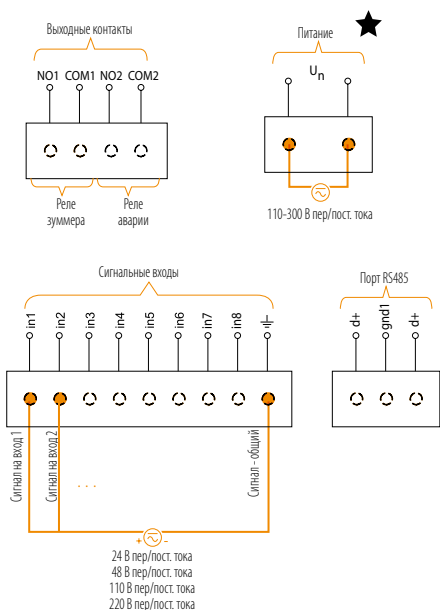 Выходные контакты
NO1 COM1 NO2 COM2
Реле
зуммера
Реле
аварии
Питание
Un
110-300 В пер/пост. тока
Сигнальные входы
in1 in2 in3 in4 in5 in6 in7 in8
Сигнал на вход 1
Сигнал на вход 2
. . .
Сигнал - общий
+ -
24 В пер/пост. тока
48 В пер/пост. тока
110 В пер/пост. тока
220 В пер/пост. тока
Порт RS485
d+ gnd1 d+